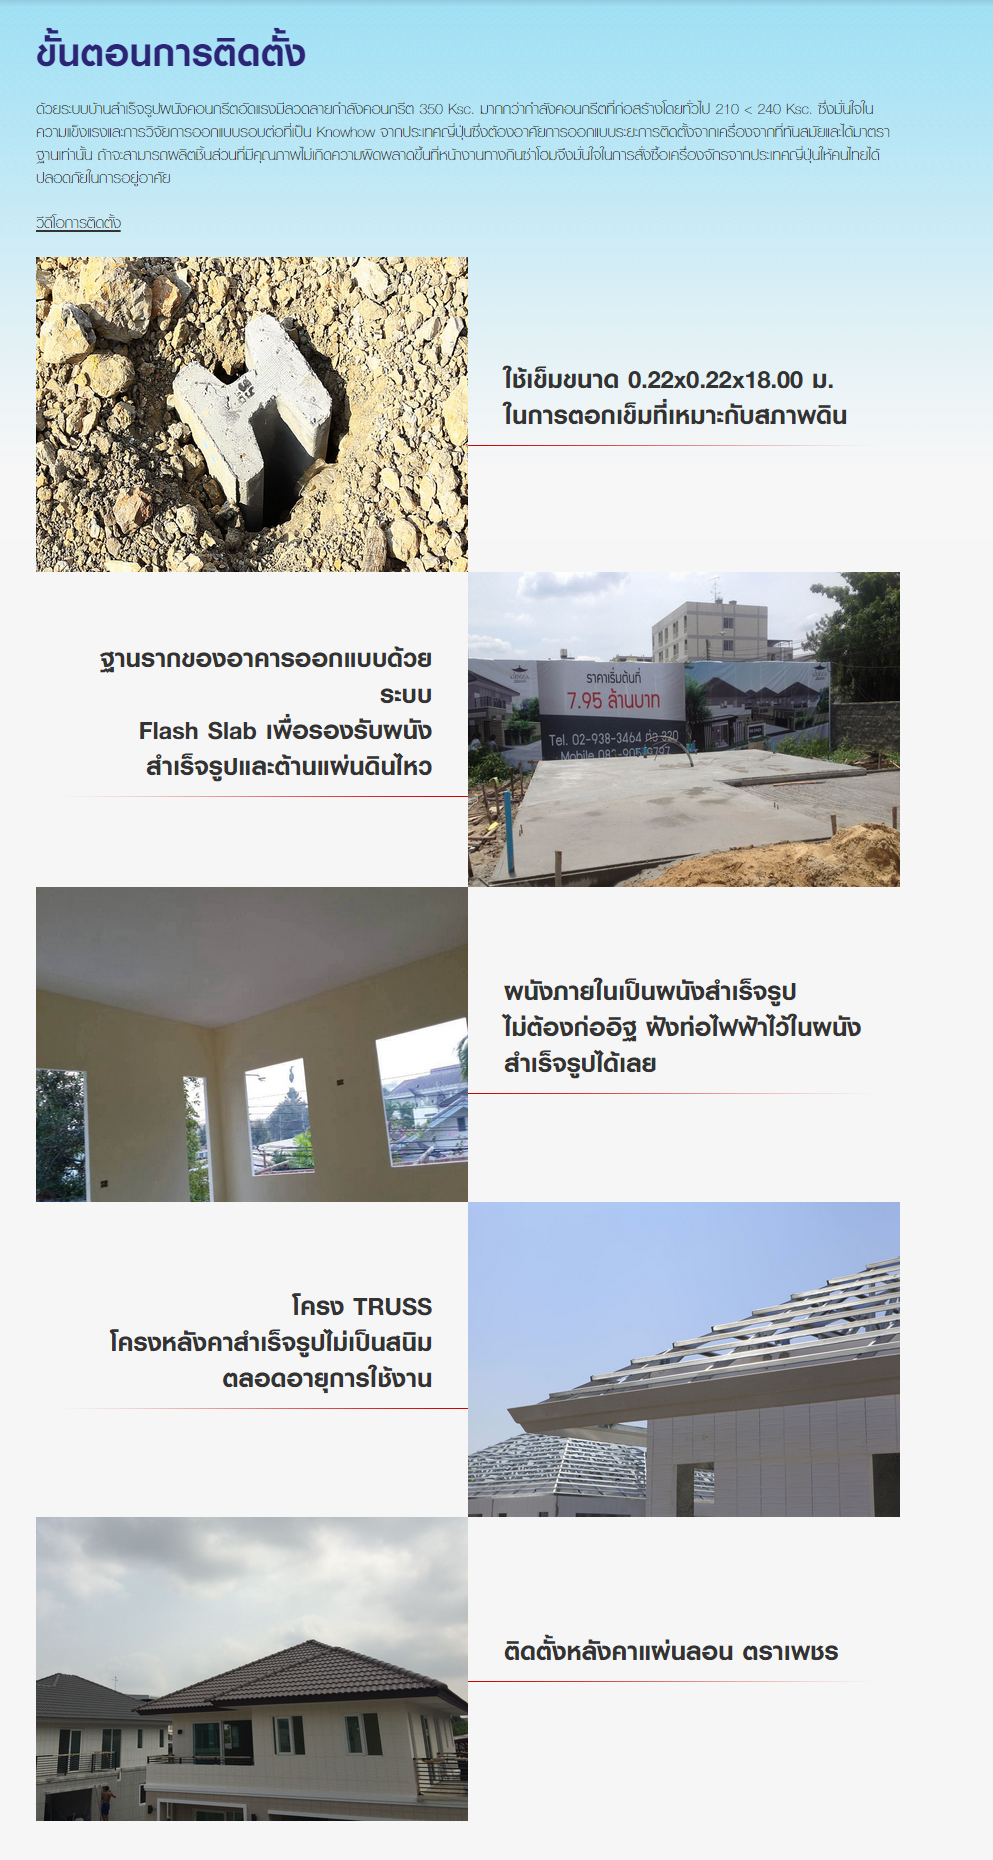 ขั้นตอนการติดตั้ง
ด้วยระบบบ้านสำเร็จรูปผนังคอนกรีตอัดแรงมีลวดลายกำลังคอนกรีต 350 Ksc. มากกว่ากำลังคอนกรีตที่ก่อสร้างโดยทั่วไป 210 < 240 Ksc. ซึ่งมั่นใจใน
ความแข็งแรงและการวิจัยการออกแบบรอบต่อที่เป็น Knowhow จากประเทศญี่ปุ่นซึ่งต้องอาศัยการออกแบบระยะการติดตั้งจากเครื่องจากที่ทันสมัยและได้มาตรา
ฐานเท่านั้น ถ้าจะสามารถผลิตชิ้นส่วนที่มีคุณภาพไม่เกิดความผิดพลาดขึ้นที่หน้างานทางกินซ่าโฮมจึงมั่นใจในการสั่งซื้อเครื่องจักรจากประเทศญี่ปุ่นให้คนไทยได้
ปลอดภัยในการอยู่อาศัย
วีดีโอการติดตั้ง
ใช้เข็มขนาด 0.22x0.22x18.00 ม.
ในการตอกเข็มที่เหมาะกับสภาพดิน
ฐานรากของอาคารออกแบบด้วย
ระบบ
Flash Slab เพื่อรองรับผนัง
สำเร็จรูปและต้านแผ่นดินไหว
ราคาเริ่มต้นที่
7.95 ล้านบาท
Tel. 02-938-3464 ต่อ 320
Mobile
ผนังภายในเป็นผนังสำเร็จรูป
ไม่ต้องก่ออิฐ ฝังท่อไฟฟ้าไว้ในผนัง
สำเร็จรูปได้เลย
โครง TRUSS
โครงหลังคาสำเร็จรูปไม่เป็นสนิม
ตลอดอายุการใช้งาน
ติดตั้งหลังคาแผ่นลอน ตราเพชร